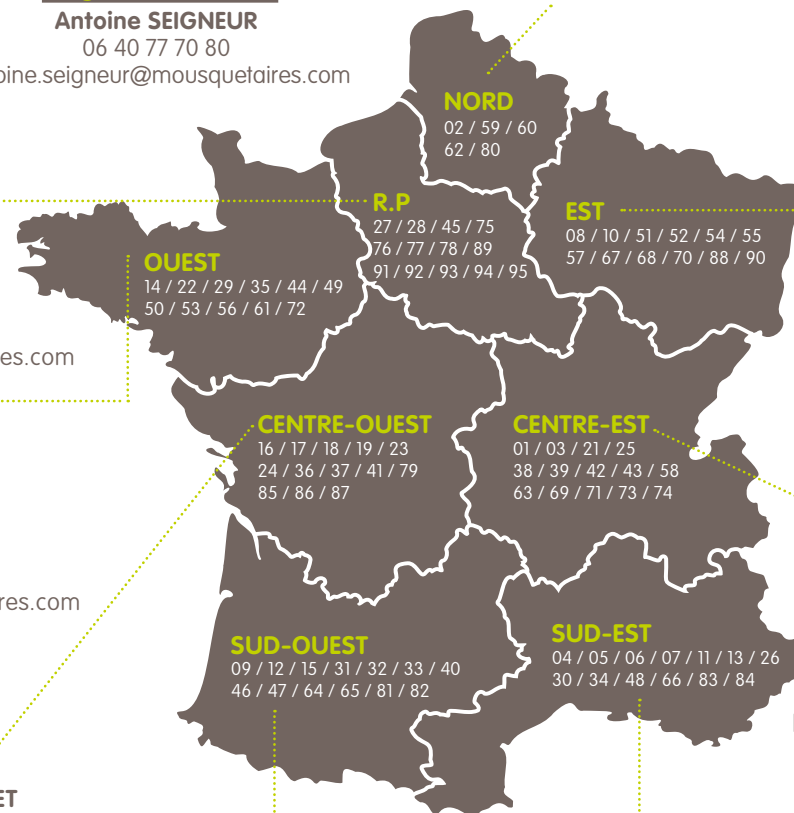 Antoine SEIGNEUR
06 40 77 70 80
oine.seigneur@mousquetaires.com
NORD
02 / 59 / 60
62 / 80
R.P
27 / 28 / 45 / 75
76 / 77 / 78 / 89
91 / 92 / 93 / 94 / 95
EST
08 / 10 / 51 / 52 / 54 / 55
57 / 67 / 68 / 70 / 88 / 90
OUEST
14 / 22 / 29 / 35 / 44 / 49
50 / 53 / 56 / 61 / 72
es.com
CENTRE-OUEST
16 / 17 / 18 / 19 / 23
24 / 36 / 37 / 41 / 79
85 / 86 / 87
CENTRE-EST
01 / 03 / 21 / 25
38 / 39 / 42 / 43 / 58
63 / 69 / 71 / 73 / 74
res.com
SUD-OUEST
09 / 12 / 15 / 31 / 32 / 33 / 40
46 / 47 / 64 / 65 / 81 / 82
SUD-EST
04 / 05 / 06 / 07 / 11 / 13 / 26
30 / 34 / 48 / 66 / 83 / 84
ET